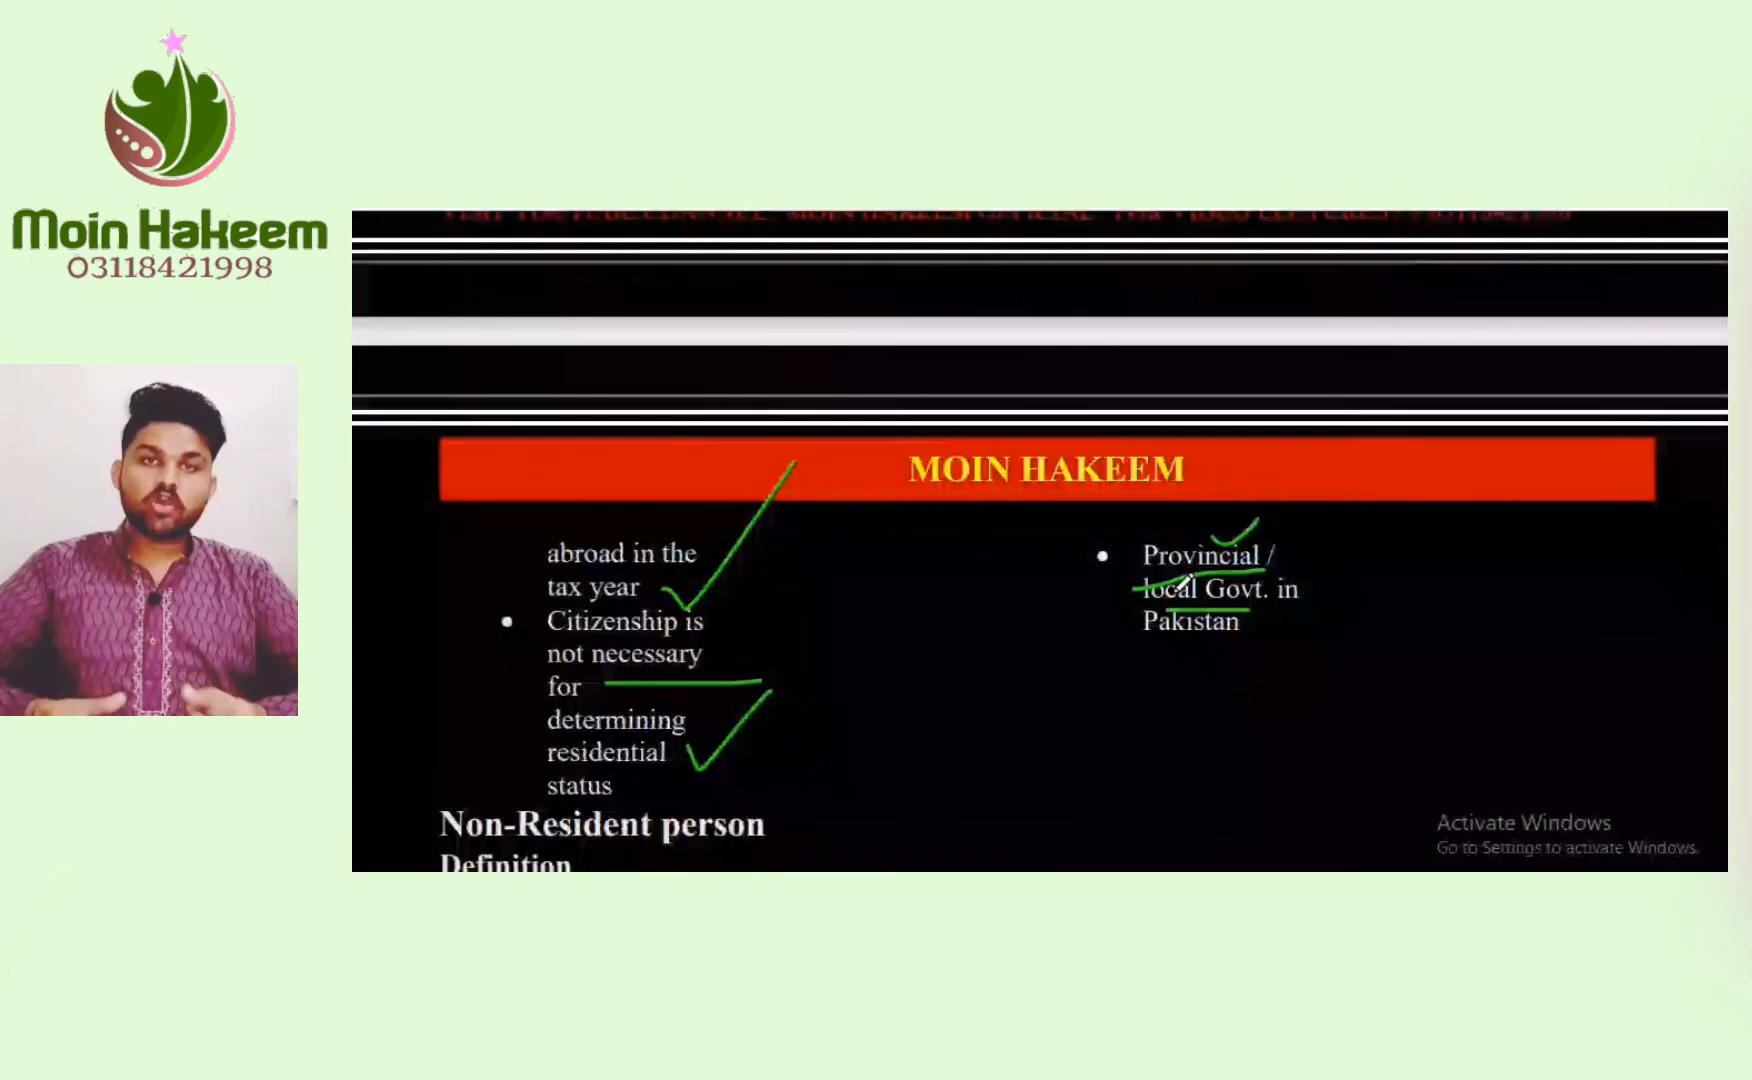 Moin Hakeem
03118421998
MOIN HAKEEM
abroad in the
tax year
• Citizenship is
not necessary
for
determining
residential
status
• Provincial /
local Govt. in
Pakistan
Non-Resident person
Definition
Activate Windows
Go to Settings to activate Windows.